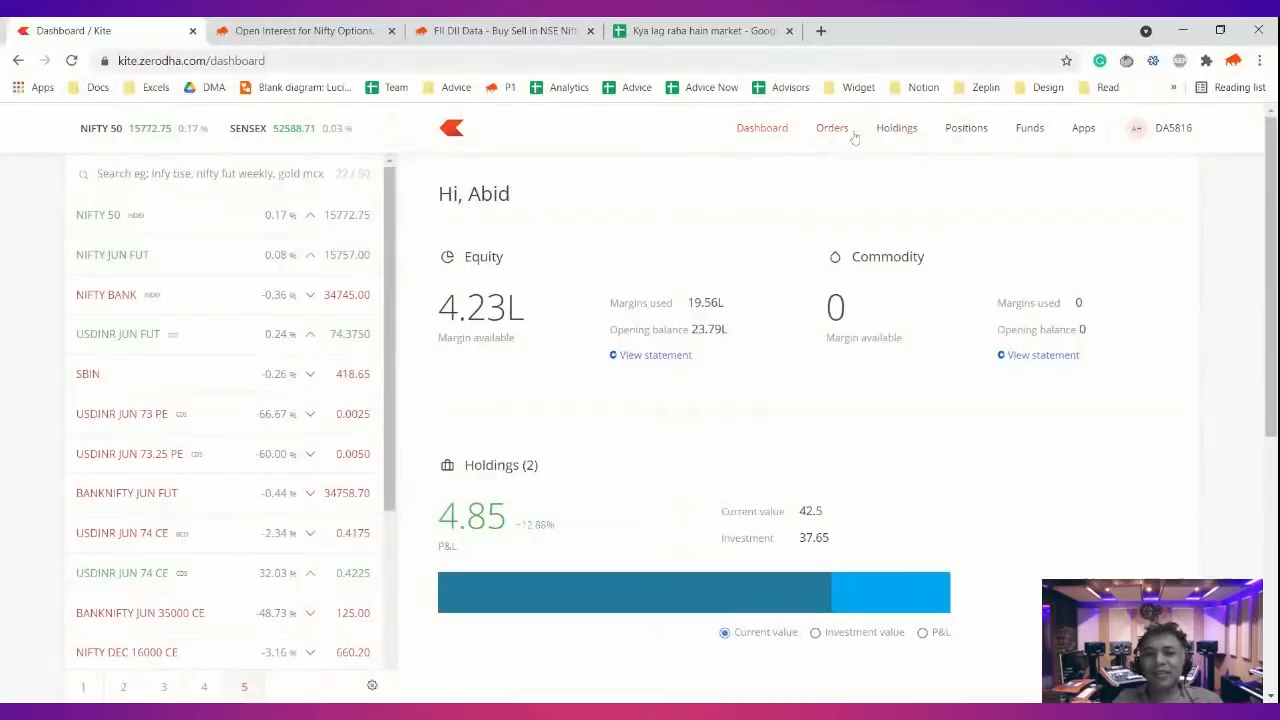 Dashboard / Kite
Open Interest for Nifty Options,
FII DII Data - Buy Sell in NSE Nift
Kya lag raha hain market - Goog
kite.zerodha.com/dashboard
Apps
Docs
Excels
DMA
Blank diagram: Luci...
Team
Advice
P1
Analytics
Advice
Advice Now
Advisors
Widget
Notion
Zeplin
Design
Read
»
Reading list
NIFTY 50 15772.75 0.17 %
SENSEX 52588.71 0.03 %
Dashboard
Orders
Holdings
Positions
Funds
Apps
AH
DA5816
Search eg: infy bse, nifty fut weekly, gold mcx
22 / 50
NIFTY 50 INDEX 0.17 % 15772.75
NIFTY JUN FUT 0.08 % 15757.00
NIFTY BANK INDEX -0.36 % 34745.00
USDINR JUN FUT CDS 0.24 % 74.3750
SBIN -0.26 % 418.65
USDINR JUN 73 PE CDS -66.67 % 0.0025
USDINR JUN 73.25 PE CDS -60.00 % 0.0050
BANKNIFTY JUN FUT -0.44 % 34758.70
USDINR JUN 74 CE BCD -2.34 % 0.4175
USDINR JUN 74 CE CDS 32.03 % 0.4225
BANKNIFTY JUN 35000 CE -48.73 % 125.00
NIFTY DEC 16000 CE -3.16 % 660.20
1 2 3 4 5
Hi, Abid
Equity
4.23L
Margin available
Margins used 19.56L
Opening balance 23.79L
View statement
Commodity
0
Margin available
Margins used 0
Opening balance 0
View statement
Holdings (2)
4.85 +12.88%
P&L
Current value 42.5
Investment 37.65
Current value
Investment value
P&L